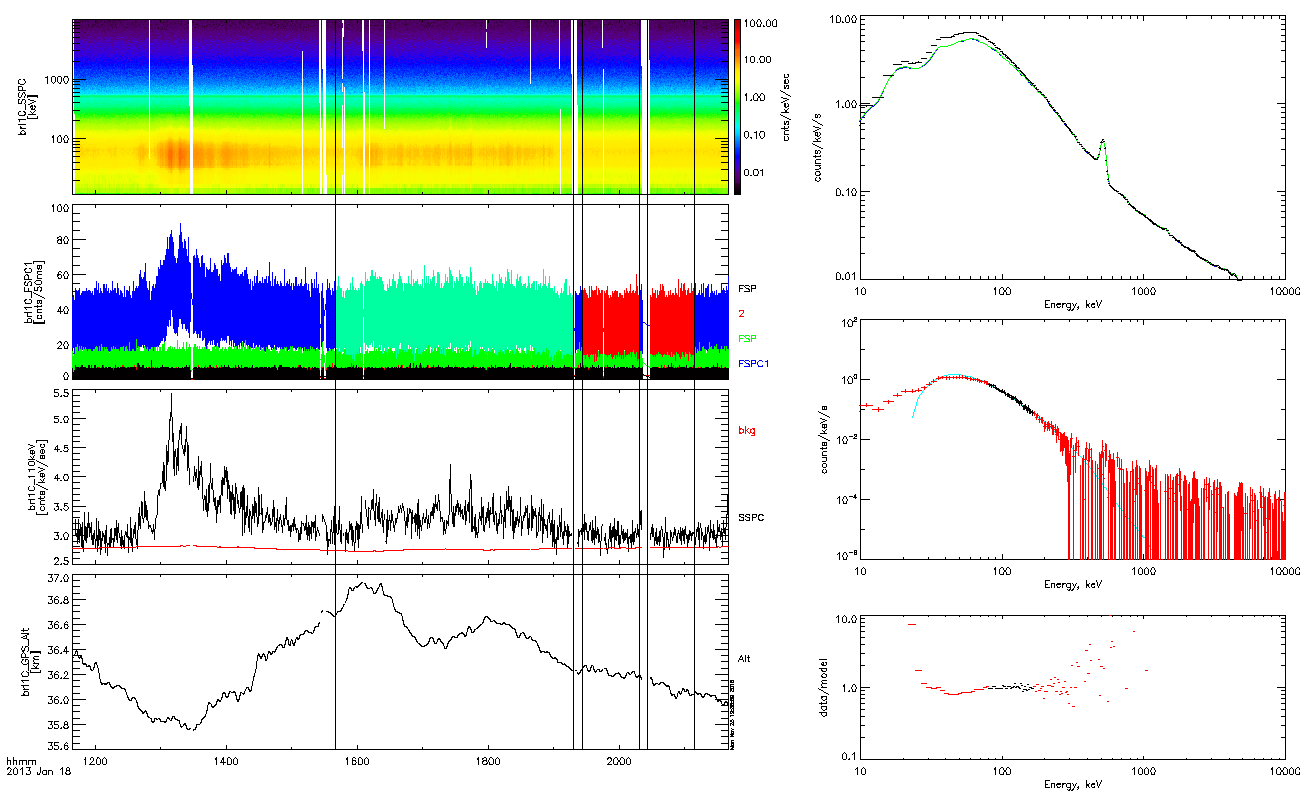 brl1C_SSPC
[keV]
1000
100
100.00
10.00
1.00
0.10
0.01
cnts/keV/sec
brl1C_FSPC1
[cnts/50ms]
100
80
60
40
20
0
FSP
2
FSP
FSPC1
brl1C_110keV
[cnts/keV/sec]
5.5
5.0
4.5
4.0
3.5
3.0
2.5
bkg
SSPC
brl1C_GPS_Alt
[km]
37.0
36.8
36.6
36.4
36.2
36.0
35.8
35.6
Alt
hhmm
2013 Jan 18
1200
1400
1600
1800
2000
counts/keV/s
10.00
1.00
0.10
0.01
10
100
1000
10000
Energy, keV
counts/keV/s
10²
10⁰
10⁻²
10⁻⁴
10
100
1000
10000
Energy, keV
data/model
10.0
1.0
0.1
10
100
1000
10000
Energy, keV